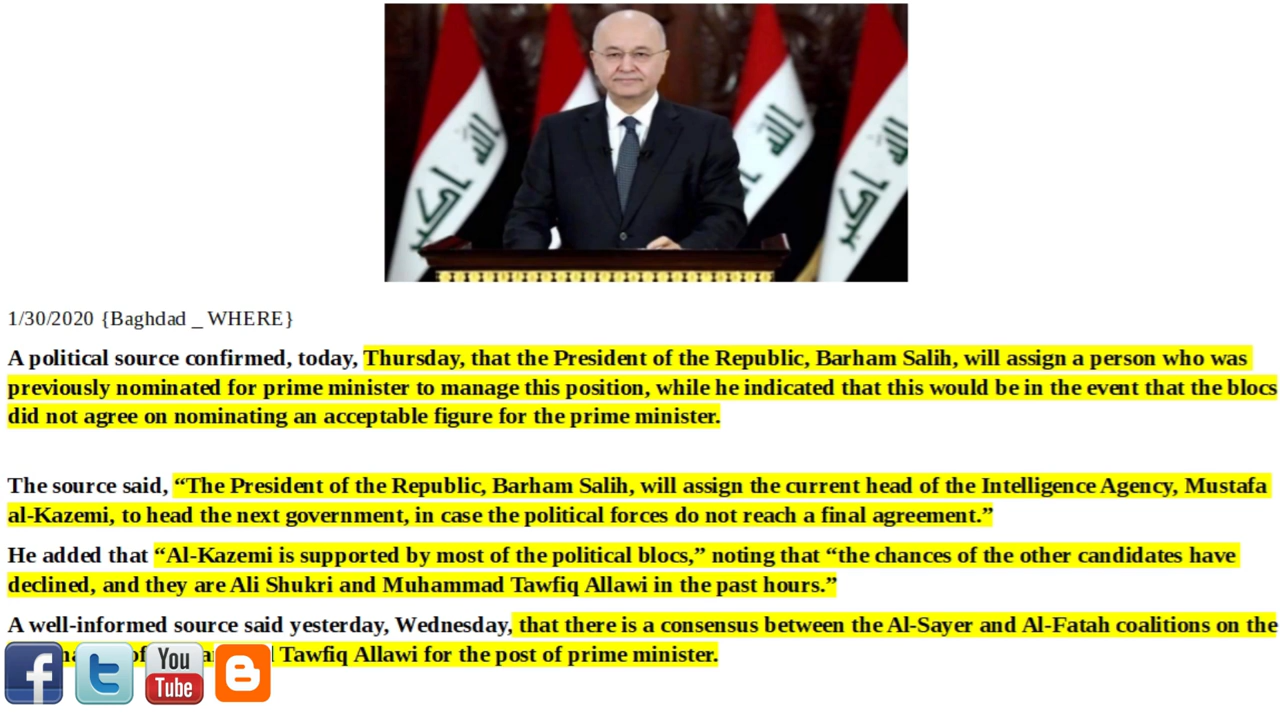 الله اكبر
الله
الله اكبر
1/30/2020 {Baghdad _ WHERE}
A political source confirmed, today, Thursday, that the President of the Republic, Barham Salih, will assign a person who was
previously nominated for prime minister to manage this position, while he indicated that this would be in the event that the blocs
did not agree on nominating an acceptable figure for the prime minister.
The source said, “The President of the Republic, Barham Salih, will assign the current head of the Intelligence Agency, Mustafa
al-Kazemi, to head the next government, in case the political forces do not reach a final agreement.”
He added that “Al-Kazemi is supported by most of the political blocs,” noting that “the chances of the other candidates have
declined, and they are Ali Shukri and Muhammad Tawfiq Allawi in the past hours.”
A well-informed source said yesterday, Wednesday, that there is a consensus between the Al-Sayer and Al-Fatah coalitions on the
of Tawfiq Allawi for the post of prime minister.
f t You
Tube